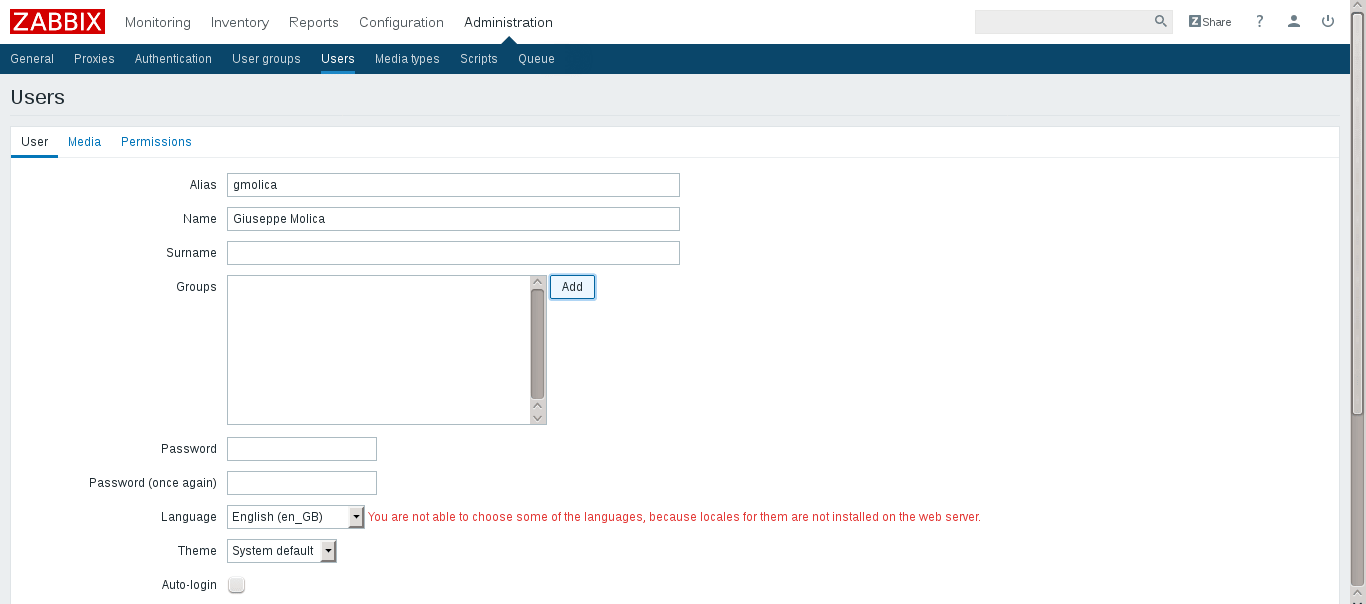 ZABBIX Monitoring Inventory Reports Configuration Administration Z Share ?
General Proxies Authentication User groups Users Media types Scripts Queue
Users
User Media Permissions
Alias gmolica
Name Giuseppe Molica
Surname
Groups Add
Password
Password (once again)
Language English (en_GB) You are not able to choose some of the languages, because locales for them are not installed on the web server.
Theme System default
Auto-login